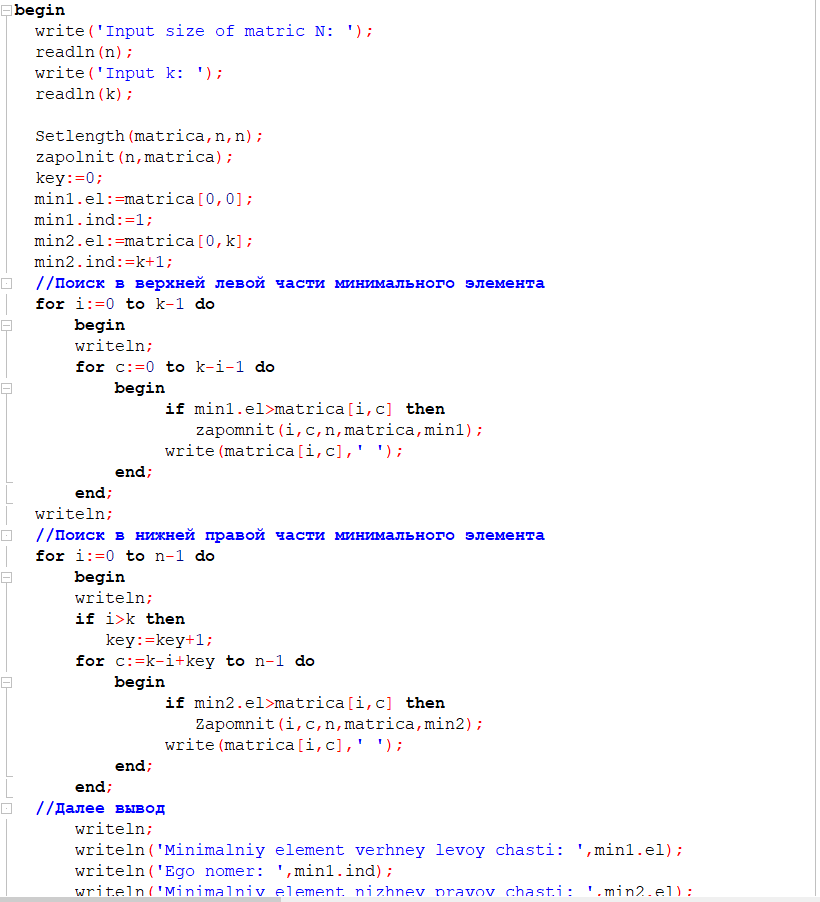 begin
write('Input size of matric N: ');
readln(n);
write('Input k: ');
readln(k);
Setlength(matrica,n,n);
zapolnit(n,matrica);
key:=0;
min1.el:=matrica[0,0];
min1.ind:=1;
min2.el:=matrica[0,k];
min2.ind:=k+1;
//Поиск в верхней левой части минимального элемента
for i:=0 to k-1 do
begin
writeln;
for c:=0 to k-i-1 do
begin
if min1.el>matrica[i,c] then
zapomnit(i,c,n,matrica,min1);
write(matrica[i,c],' ');
end;
end;
writeln;
//Поиск в нижней правой части минимального элемента
for i:=0 to n-1 do
begin
writeln;
if i>k then
key:=key+1;
for c:=k-i+key to n-1 do
begin
if min2.el>matrica[i,c] then
Zapomnit(i,c,n,matrica,min2);
write(matrica[i,c],' ');
end;
end;
//Далее вывод
writeln;
writeln('Minimalniy element verhney levoy chasti: ',min1.el);
writeln('Ego nomer: ',min1.ind);
writeln('Minimalniy element nizhney pravoy chasti: ',min2.el);